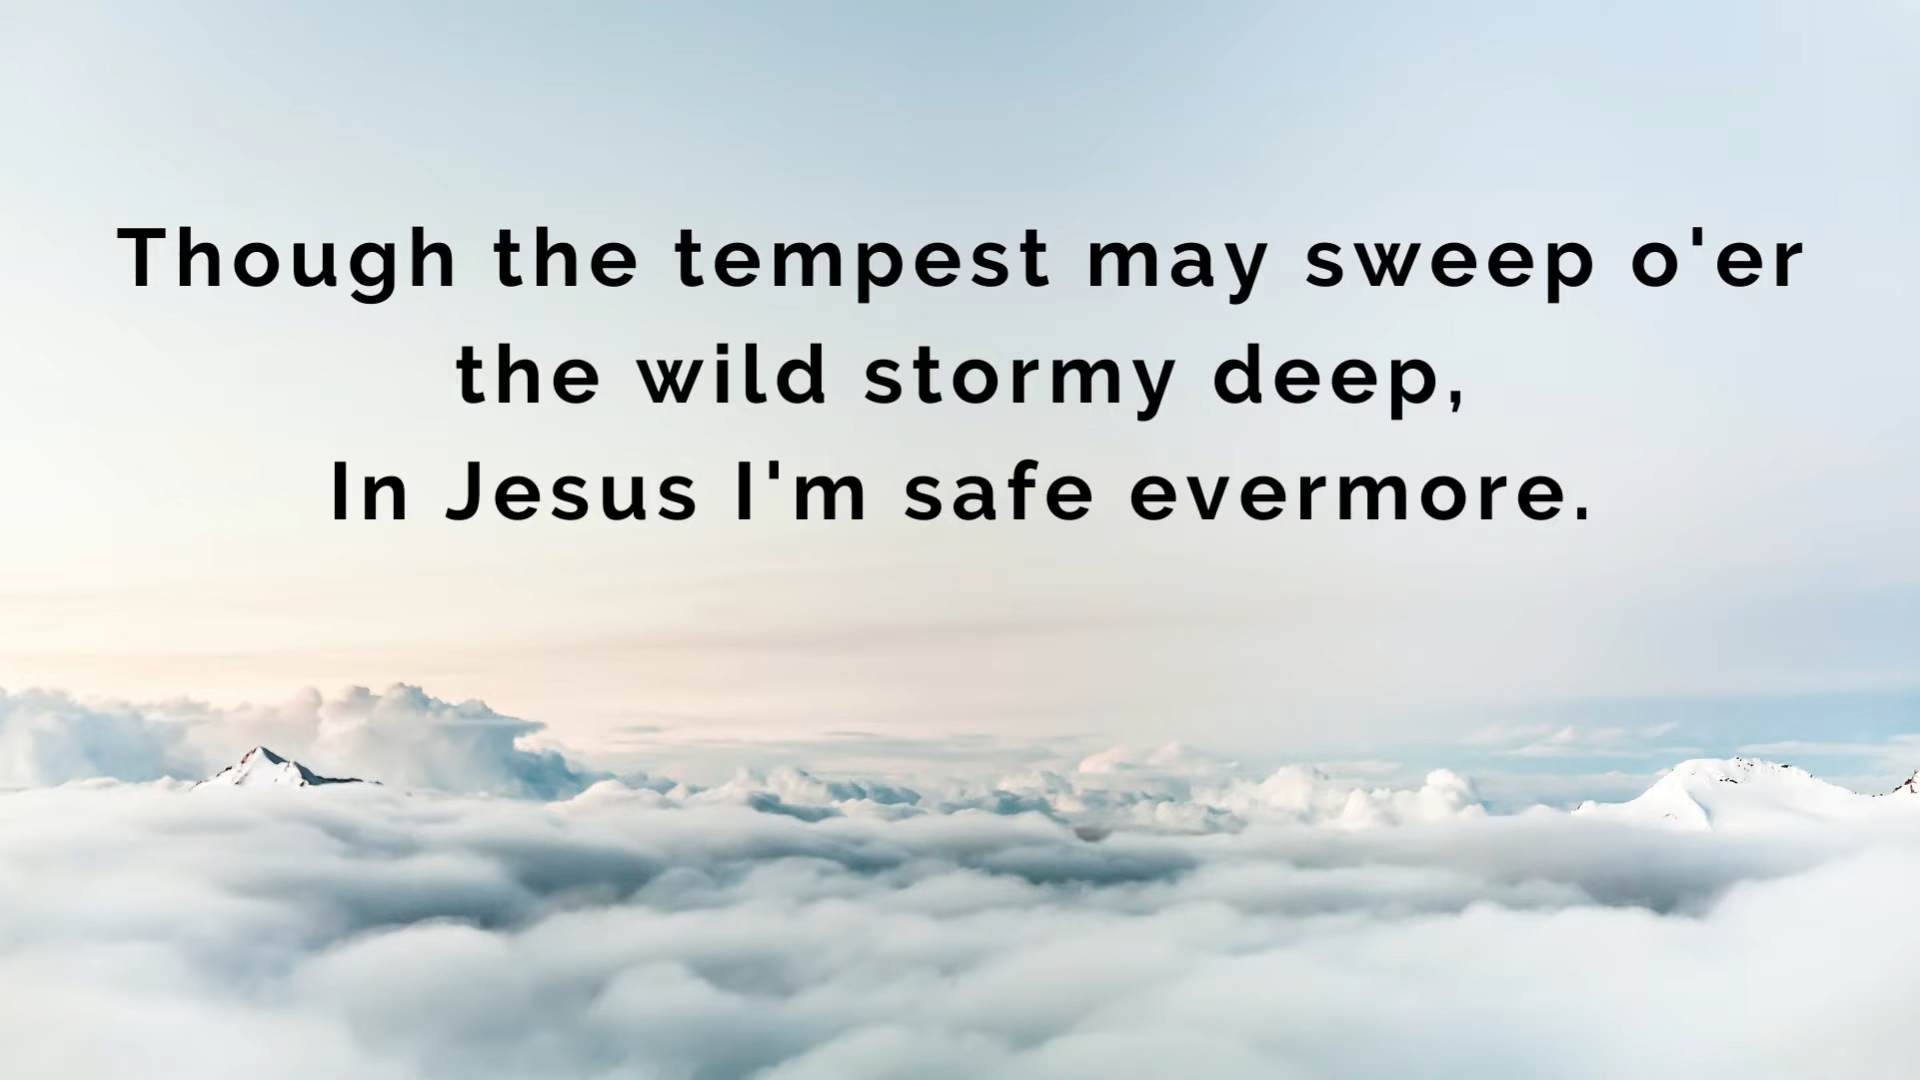 Though the tempest may sweep o'er
the wild stormy deep,
In Jesus I'm safe evermore.